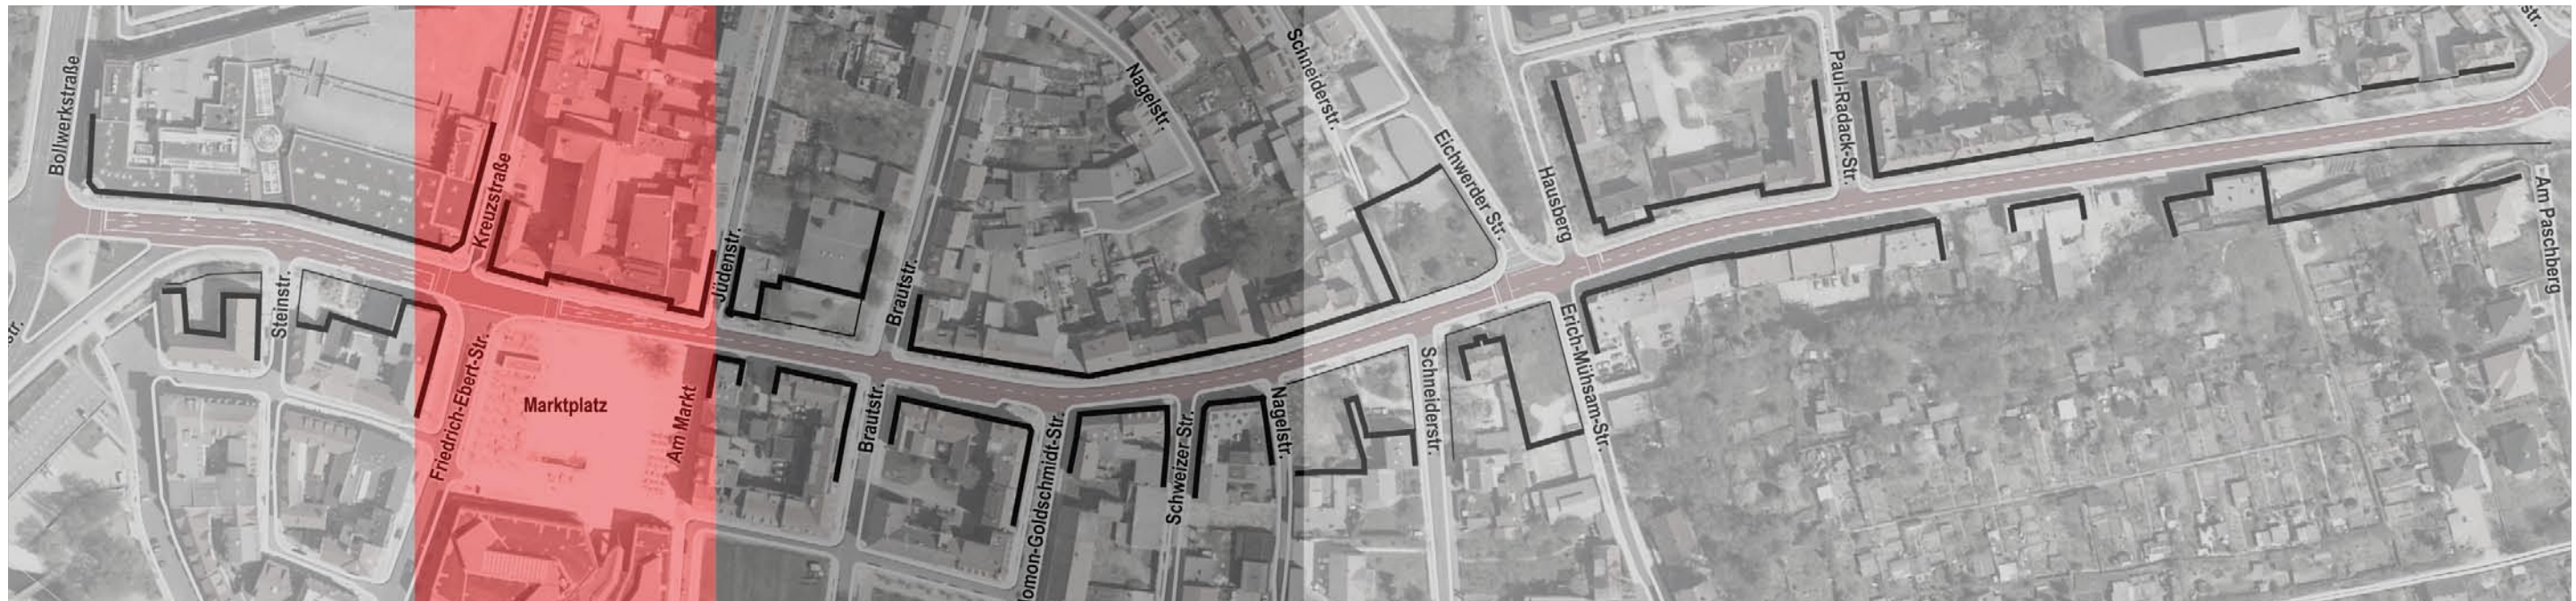 Bollwerkstraße
Kreuzstraße
Jüdenstr.
Brautstr.
Nagelstr.
Schneiderstr.
Eichwerder Str.
Hausberg
Paul-Radack-Str.
str.
str.
Steinstr.
Friedrich-Ebert-Str.
Marktplatz
Am Markt
Brautstr.
lomon-Goldschmidt-Str.
Schweizer Str.
Nagelstr.
Schneiderstr.
Erich-Mühsam-Str.
Am Paschberg